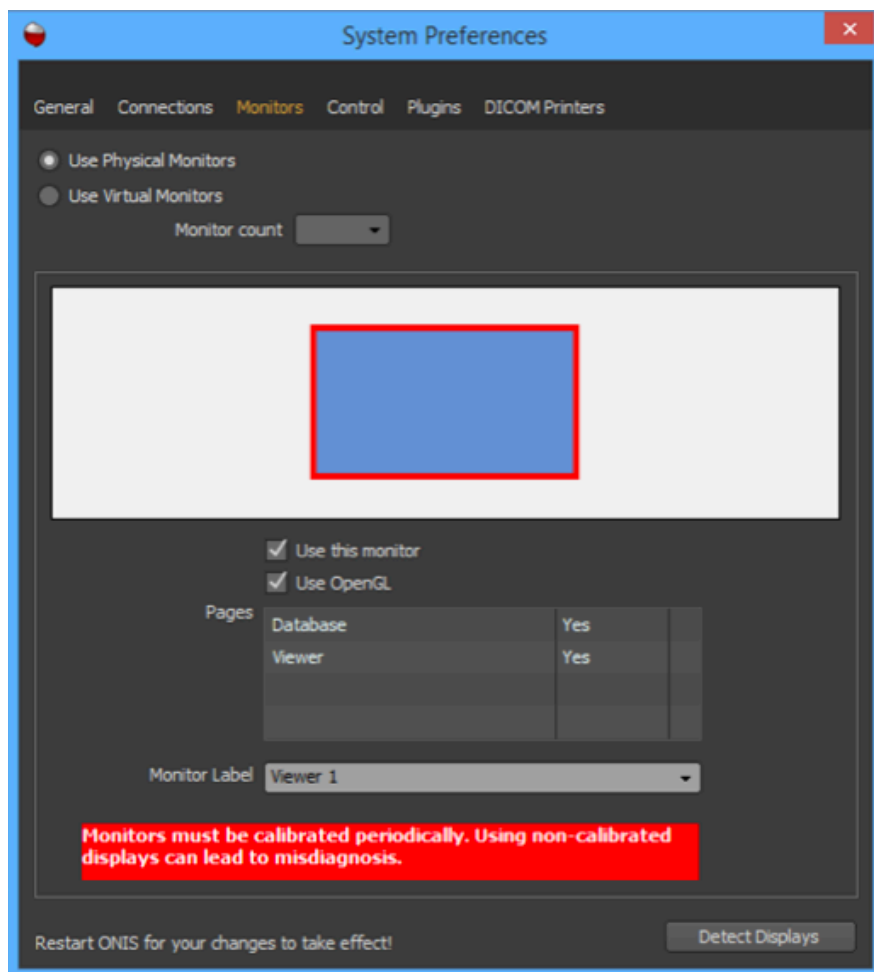 System Preferences
General Connections Monitors Control Plugins DICOM Printers
Use Physical Monitors
Use Virtual Monitors
Monitor count
Use this monitor
Use OpenGL
Pages
Database Yes
Viewer Yes
Monitor Label Viewer 1
Monitors must be calibrated periodically. Using non-calibrated
displays can lead to misdiagnosis.
Restart ONIS for your changes to take effect!
Detect Displays